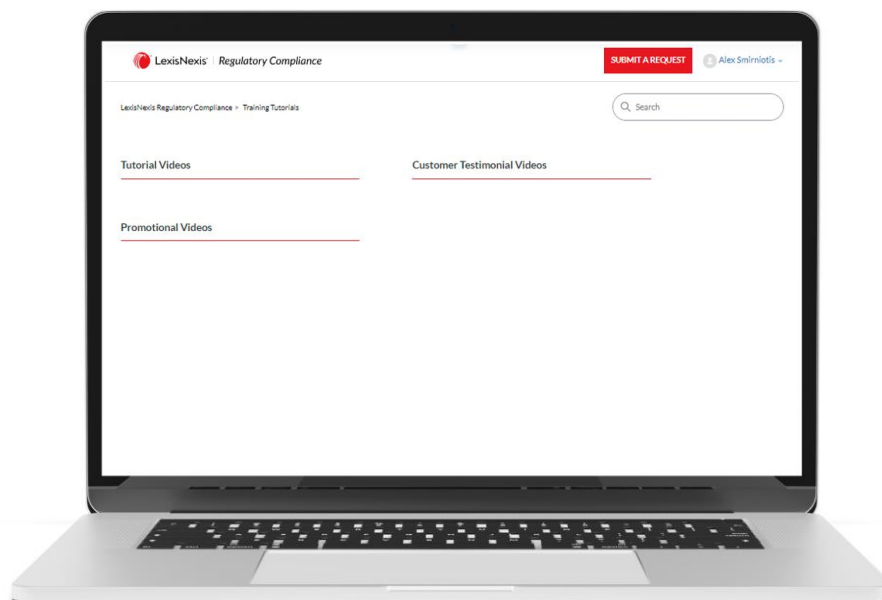 LexisNexis® | Regulatory Compliance
SUBMIT A REQUEST
Alex Smirniotis
LexisNexis Regulatory Compliance > Training Tutorials
Search
Tutorial Videos
Customer Testimonial Videos
Promotional Videos